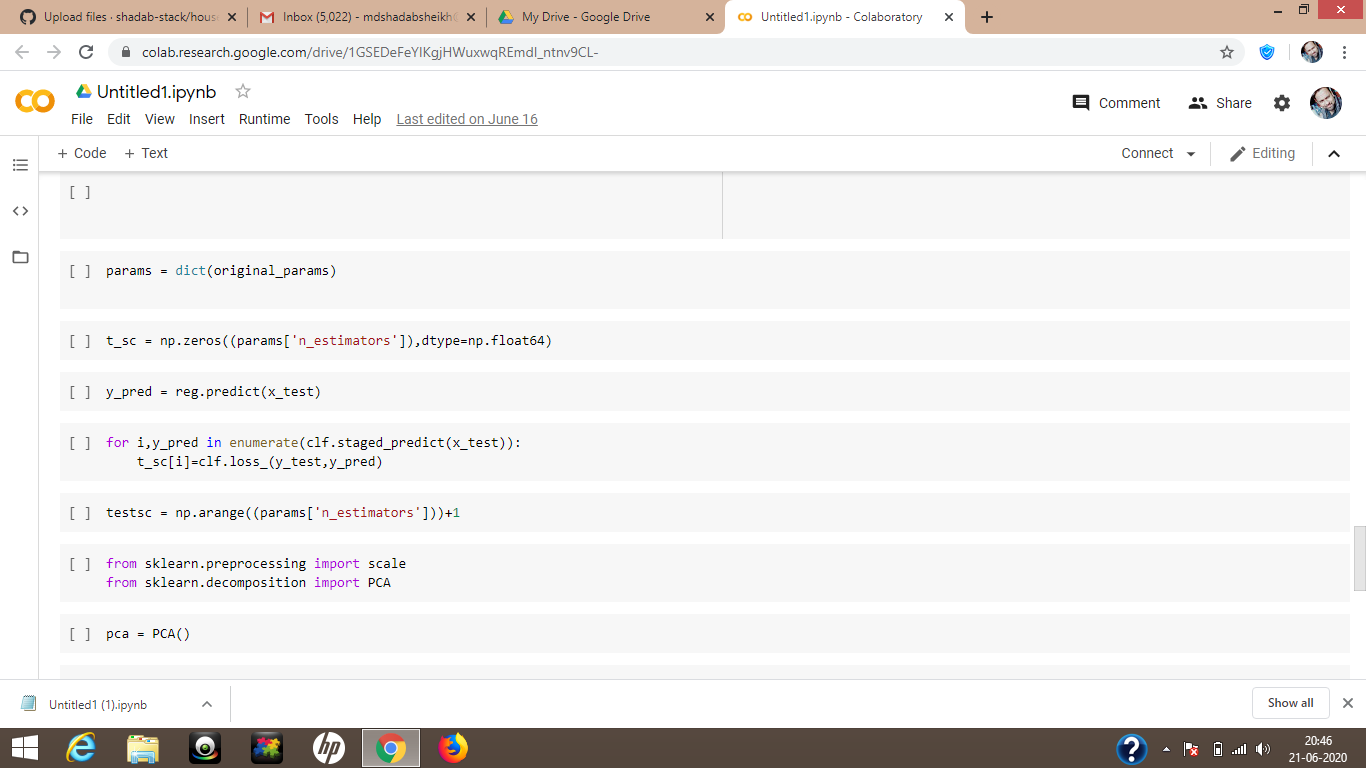 Upload files · shadab-stack/hous
Inbox (5,022) - mdshadabsheikh
My Drive - Google Drive
Untitled1.ipynb - Colaboratory
colab.research.google.com/drive/1GSEDeFeYlKgjHWuxwqREmdI_ntnv9CL-
Untitled1.ipynb
Comment
Share
File Edit View Insert Runtime Tools Help Last edited on June 16
+ Code + Text
Connect
Editing
[ ]
[ ] params = dict(original_params)
[ ] t_sc = np.zeros((params['n_estimators']),dtype=np.float64)
[ ] y_pred = reg.predict(x_test)
[ ] for i,y_pred in enumerate(clf.staged_predict(x_test)):
t_sc[i]=clf.loss_(y_test,y_pred)
[ ] testsc = np.arange((params['n_estimators']))+1
[ ] from sklearn.preprocessing import scale
from sklearn.decomposition import PCA
[ ] pca = PCA()
Untitled1 (1).ipynb
Show all
hp
20:46
21-06-2020